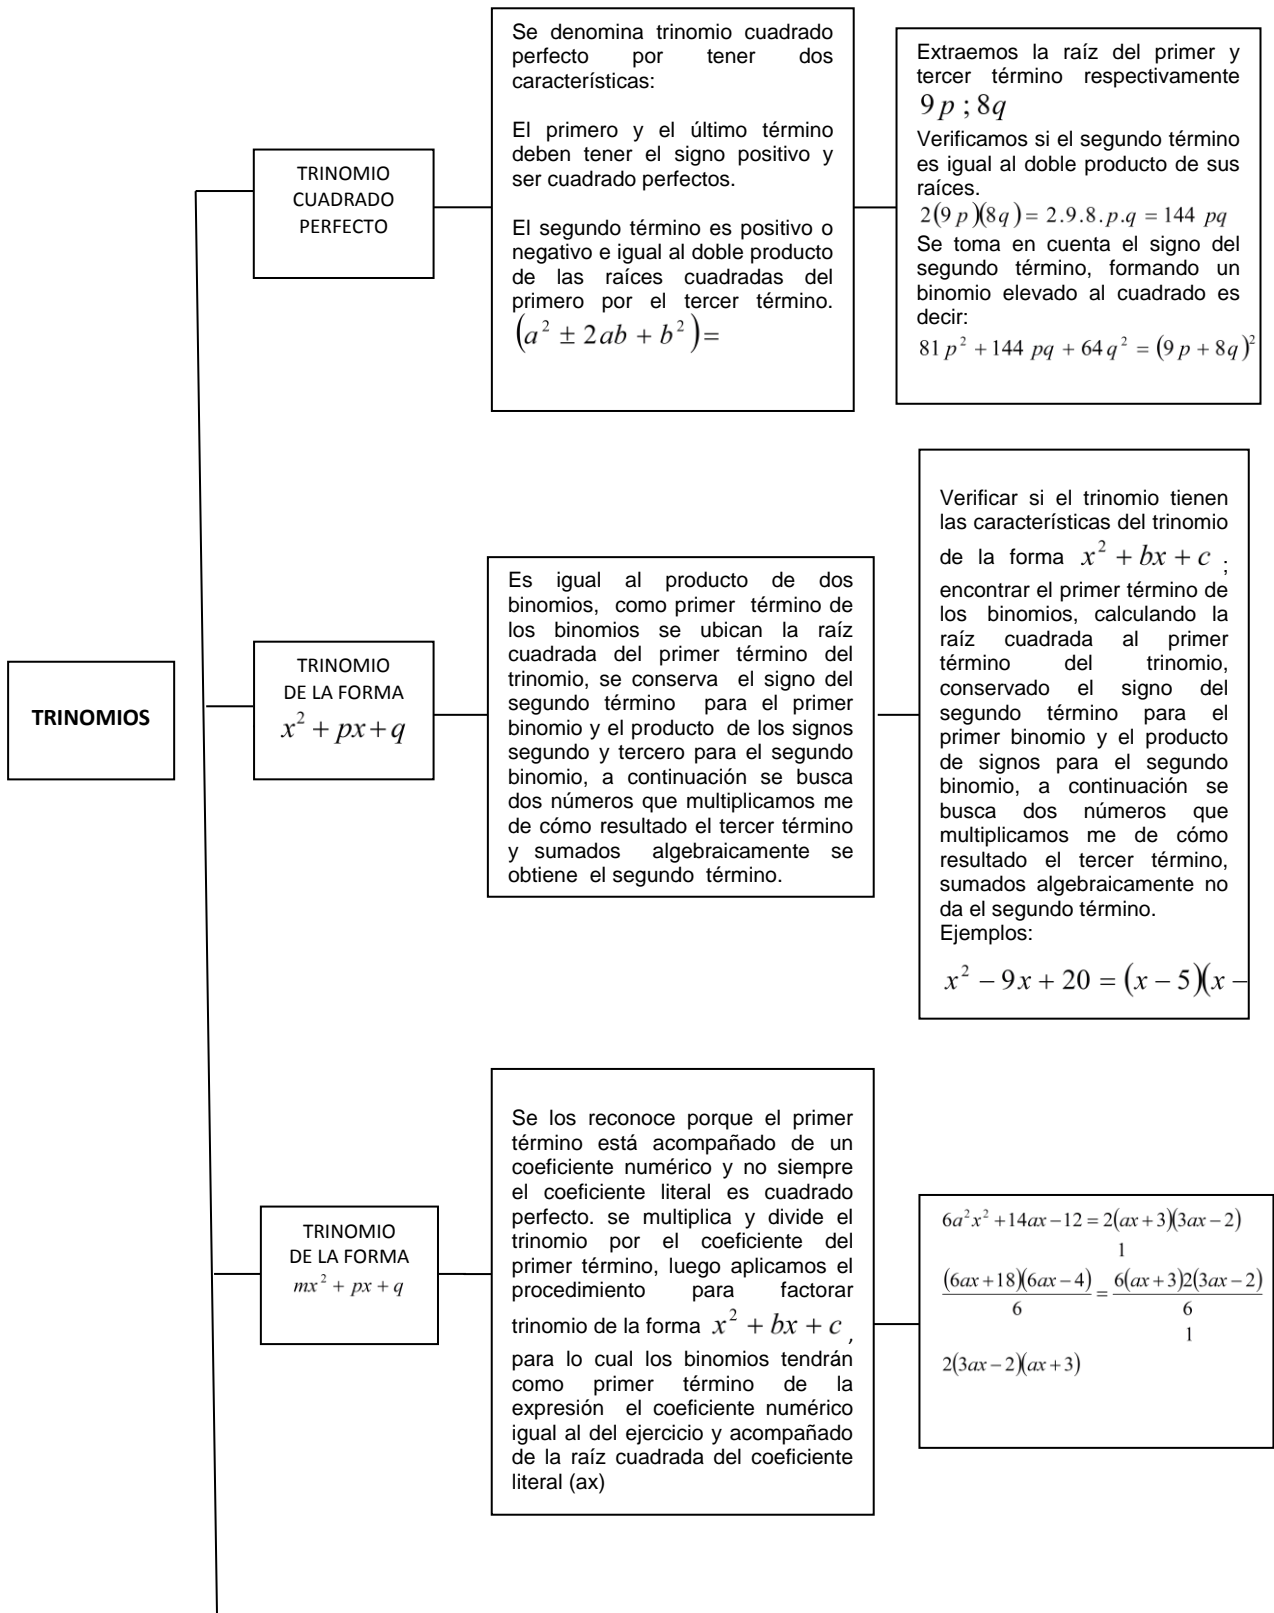 TRINOMIOS
TRINOMIO
CUADRADO
PERFECTO
Se denomina trinomio cuadrado
perfecto por tener dos
características:
El primero y el último término
deben tener el signo positivo y
ser cuadrado perfectos.
El segundo término es positivo o
negativo e igual al doble producto
de las raíces cuadradas del
primero por el tercer término.
(a² ± 2ab + b²)=
Extraemos la raíz del primer y
tercer término respectivamente
9p ; 8q
Verificamos si el segundo término
es igual al doble producto de sus
raíces.
2(9p)(8q) = 2.9.8.p.q = 144 pq
Se toma en cuenta el signo del
segundo término, formando un
binomio elevado al cuadrado es
decir:
81p² + 144 pq + 64q² = (9p + 8q)²
TRINOMIO
DE LA FORMA
x² + px + q
Es igual al producto de dos
binomios, como primer término de
los binomios se ubican la raíz
cuadrada del primer término del
trinomio, se conserva el signo del
segundo término para el primer
binomio y el producto de los signos
segundo y tercero para el segundo
binomio, a continuación se busca
dos números que multiplicamos me
de cómo resultado el tercer término
y sumados algebraicamente se
obtiene el segundo término.
Verificar si el trinomio tienen
las características del trinomio
de la forma x² + bx + c ;
encontrar el primer término de
los binomios, calculando la
raíz cuadrada al primer
término del trinomio,
conservado el signo del
segundo término para el
primer binomio y el producto
de signos para el segundo
binomio, a continuación se
busca dos números que
multiplicamos me de cómo
resultado el tercer término,
sumados algebraicamente no
da el segundo término.
Ejemplos:
x² − 9x + 20 = (x − 5)(x −
TRINOMIO
DE LA FORMA
mx² + px + q
Se los reconoce porque el primer
término está acompañado de un
coeficiente numérico y no siempre
el coeficiente literal es cuadrado
perfecto. se multiplica y divide el
trinomio por el coeficiente del
primer término, luego aplicamos el
procedimiento para factorar
trinomio de la forma x² + bx + c ,
para lo cual los binomios tendrán
como primer término de la
expresión el coeficiente numérico
igual al del ejercicio y acompañado
de la raíz cuadrada del coeficiente
literal (ax)
6a²x² + 14ax − 12 = 2(ax + 3)(3ax − 2)
1
(6ax + 18)(6ax − 4) = 6(ax + 3)2(3ax − 2)
6 6
1
2(3ax − 2)(ax + 3)